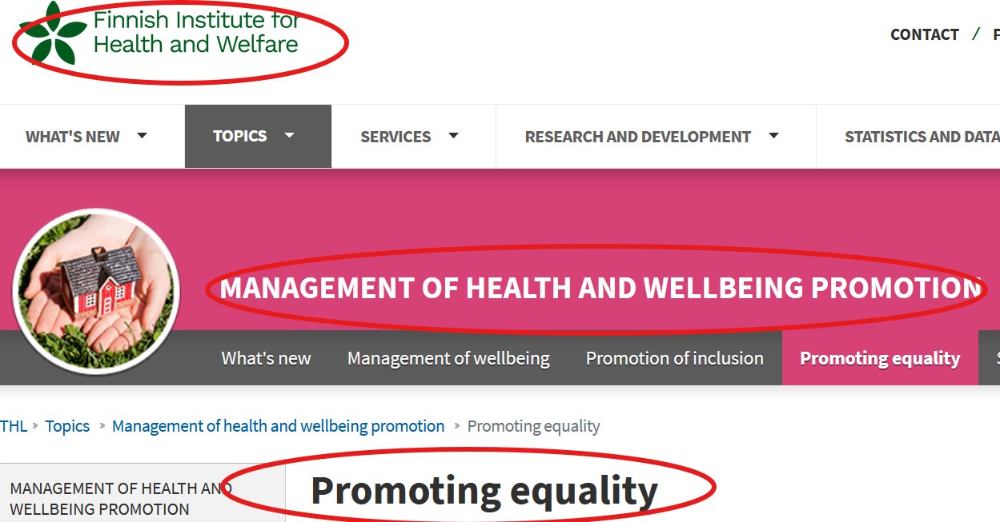 Finnish Institute for
Health and Welfare
CONTACT /
WHAT'S NEW TOPICS SERVICES RESEARCH AND DEVELOPMENT STATISTICS AND DATA
MANAGEMENT OF HEALTH AND WELLBEING PROMOTION
What's new Management of wellbeing Promotion of inclusion Promoting equality
THL Topics Management of health and wellbeing promotion Promoting equality
MANAGEMENT OF HEALTH AND
WELLBEING PROMOTION
Promoting equality